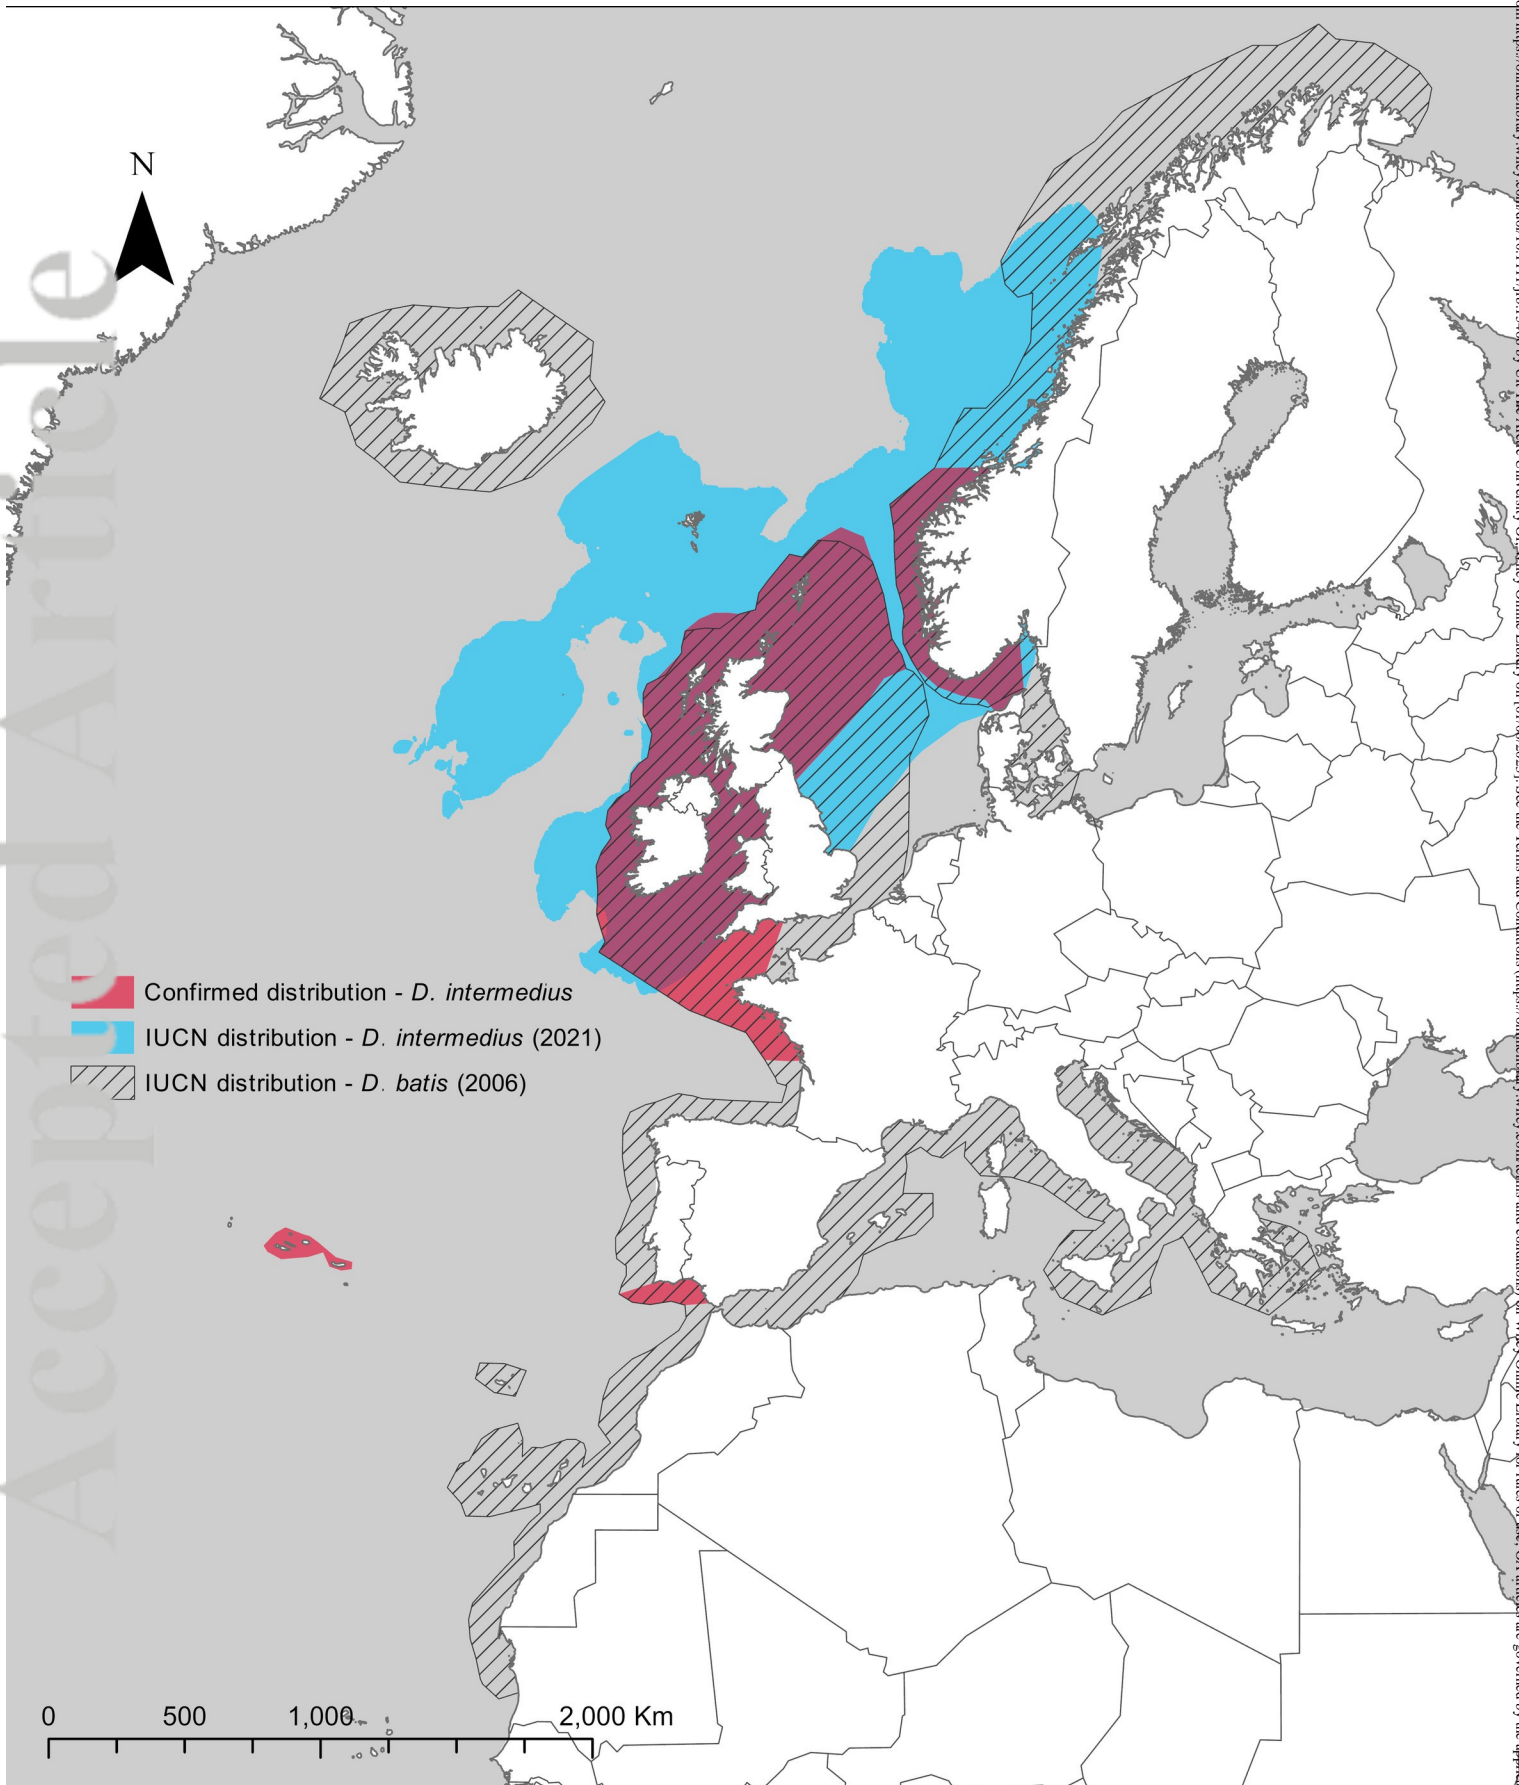 N
Confirmed distribution - D. intermedius
IUCN distribution - D. intermedius (2021)
IUCN distribution - D. batis (2006)
0 500 1,000 2,000 Km
Accepted Article